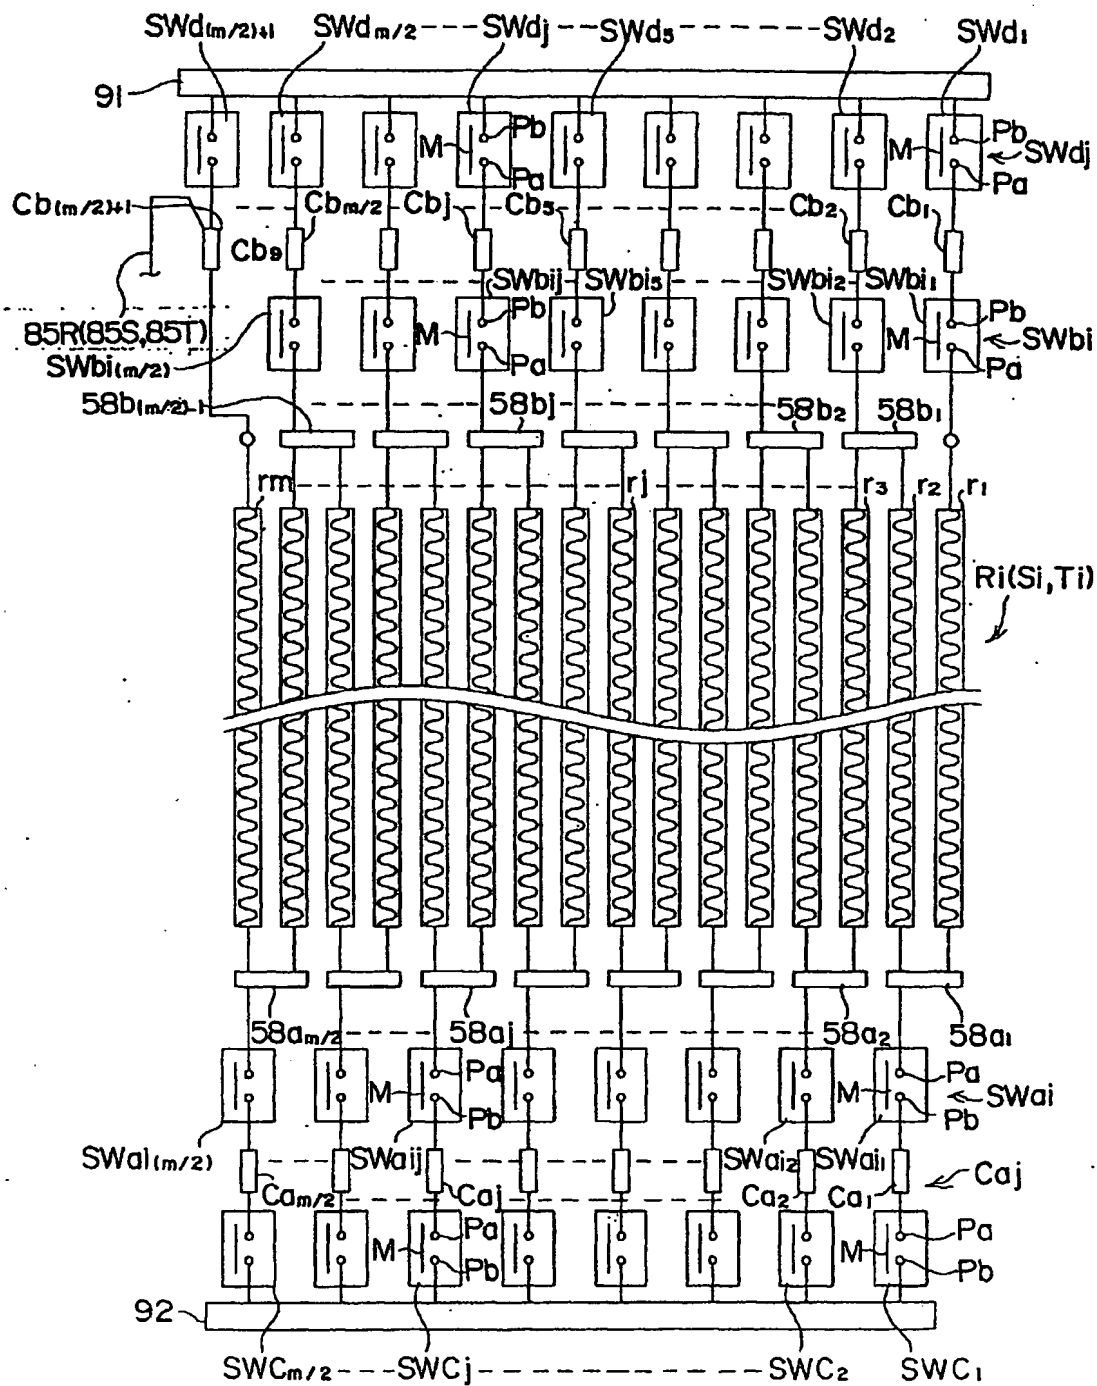 SWd(m/2)+1 SWdm/2 SWdj SWd5 SWd2 SWd1
91
M Pb M Pb SWdj
Pa Pa
Cb(m/2)+1 Cbm/2 Cbj Cb5 Cb2 Cb1
Cb9
SWbij SWbi5 SWbi2 SWbi1
85R(85S,85T) M Pb M Pb SWbi
SWbi(m/2) Pa Pa
58b(m/2)-1 58bj 58b2 58b1
rm rj r3 r2 r1
Ri(Si,Ti)
58am/2 58aj 58a2 58a1
M Pa M Pa SWai
Pb Pb
SWai(m/2) SWaij SWai2 SWai1
Cam/2 Caj Ca2 Ca1 Caj
M Pa M Pa
Pb Pb
92
SWCm/2 SWCj SWC2 SWC1